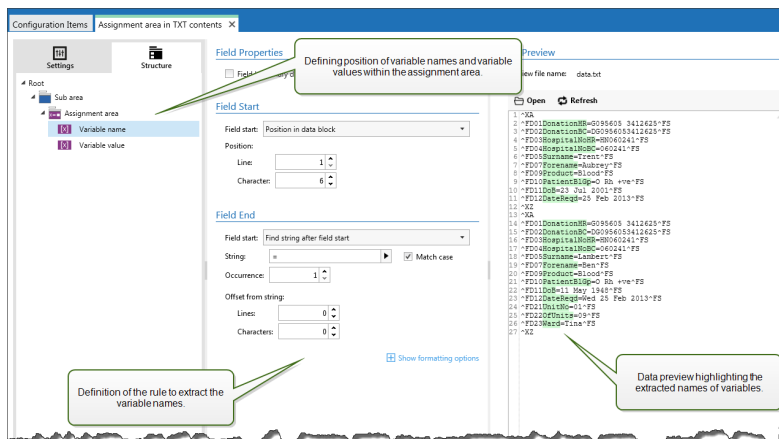 Configuration Items
Assignment area in TXT contents ×
Settings
Structure
Root
Sub area
Assignment area
Variable name
Variable value
Field Properties
Defining position of variable names and variable
values within the assignment area.
Field Start
Field start: Position in data block
Position:
Line: 1
Character: 6
Field End
Field start: Find string after field start
String: =
Match case
Occurrence: 1
Offset from string:
Lines: 0
Characters: 0
Show formatting options
Definition of the rule to extract the
variable names.
Preview
file name: data.txt
Open
Refresh
1 ^XA
2 ^FD01DonationHR=G095605 3412625^FS
3 ^FD02DonationBC=DG0956053412625^FS
4 ^FD03HospitalNoHR=HN060241^FS
5 ^FD04HospitalNoBC=060241^FS
6 ^FD05Surname=Trent^FS
7 ^FD07Forename=Aubrey^FS
8 ^FD09Product=Blood^FS
9 ^FD10PatientBlGp=O Rh +ve^FS
10 ^FD11DoB=23 Jul 2001^FS
11 ^FD12DateReqd=25 Feb 2013^FS
12 ^XZ
13 ^XA
14 ^FD01DonationHR=G095605 3412625^FS
15 ^FD02DonationBC=DG0956053412625^FS
16 ^FD03HospitalNoHR=HN060241^FS
17 ^FD04HospitalNoBC=060241^FS
18 ^FD05Surname=Lambert^FS
19 ^FD07Forename=Ben^FS
20 ^FD09Product=Blood^FS
21 ^FD10PatientBlGp=O Rh +ve^FS
22 ^FD11DoB=11 May 1948^FS
23 ^FD12DateReqd=Wed 25 Feb 2013^FS
24 ^FD21UnitNo=01^FS
25 ^FD22OfUnits=09^FS
26 ^FD23Ward=Tina^FS
27 ^XZ
Data preview highlighting the
extracted names of variables.